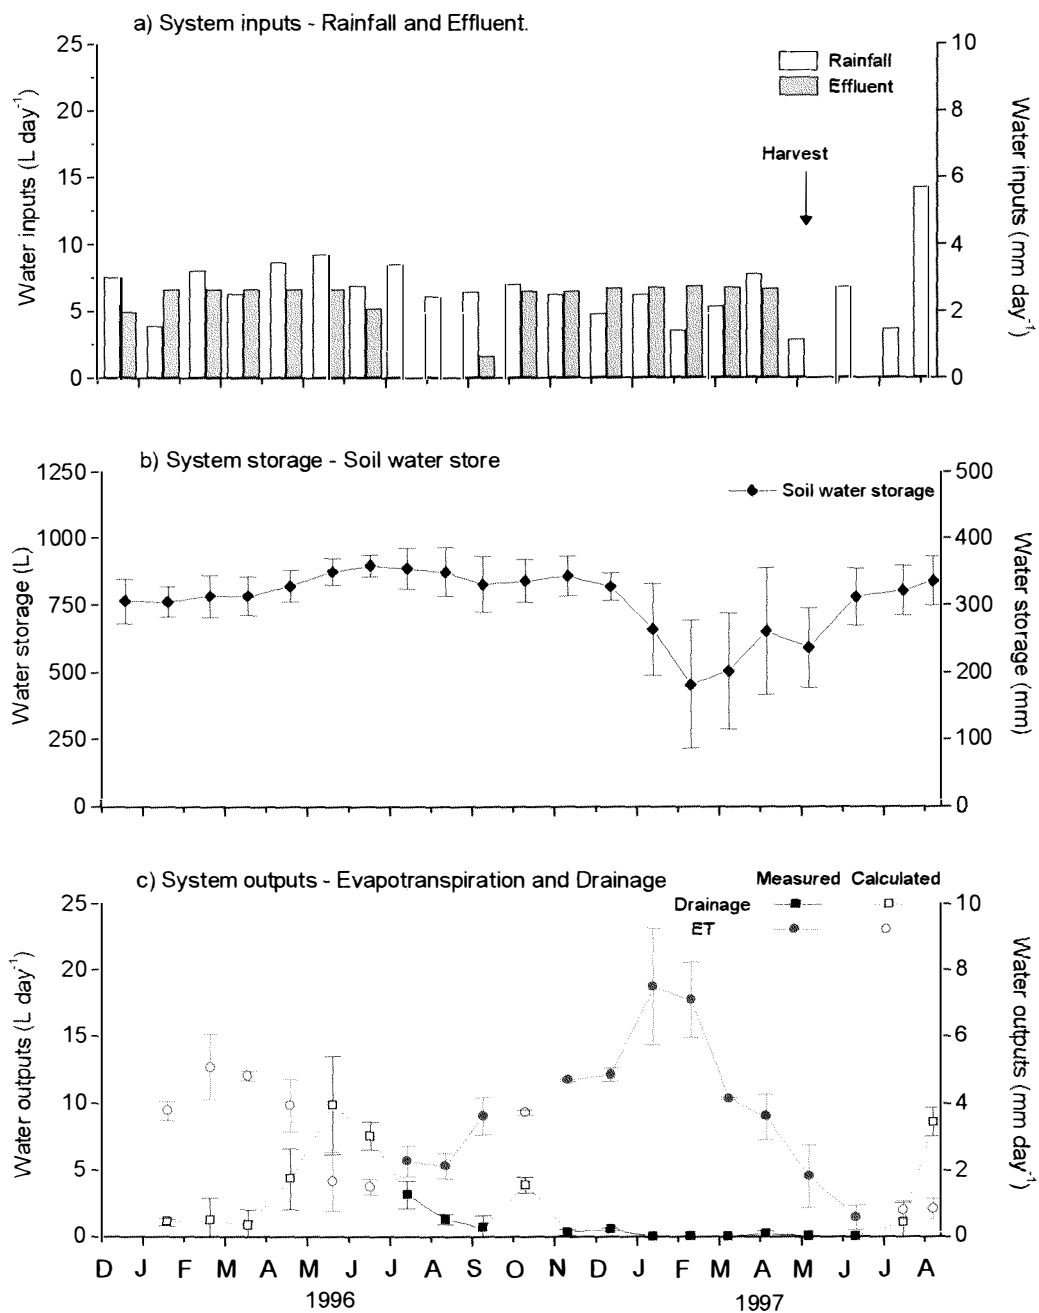 a) System inputs - Rainfall and Effluent.
25
20
15
10
5
0
Water inputs (L day-1)
Rainfall
Effluent
Harvest
10
8
6
4
2
0
Water inputs (mm day-1)
b) System storage - Soil water store
1250
1000
750
500
250
0
Water storage (L)
Soil water storage
500
400
300
200
100
0
Water storage (mm)
c) System outputs - Evapotranspiration and Drainage
Measured Calculated
Drainage
ET
25
20
15
10
5
0
Water outputs (L day-1)
10
8
6
4
2
0
Water outputs (mm day-1)
D J F M A M J J A S O N D J F M A M J J A
1996 1997